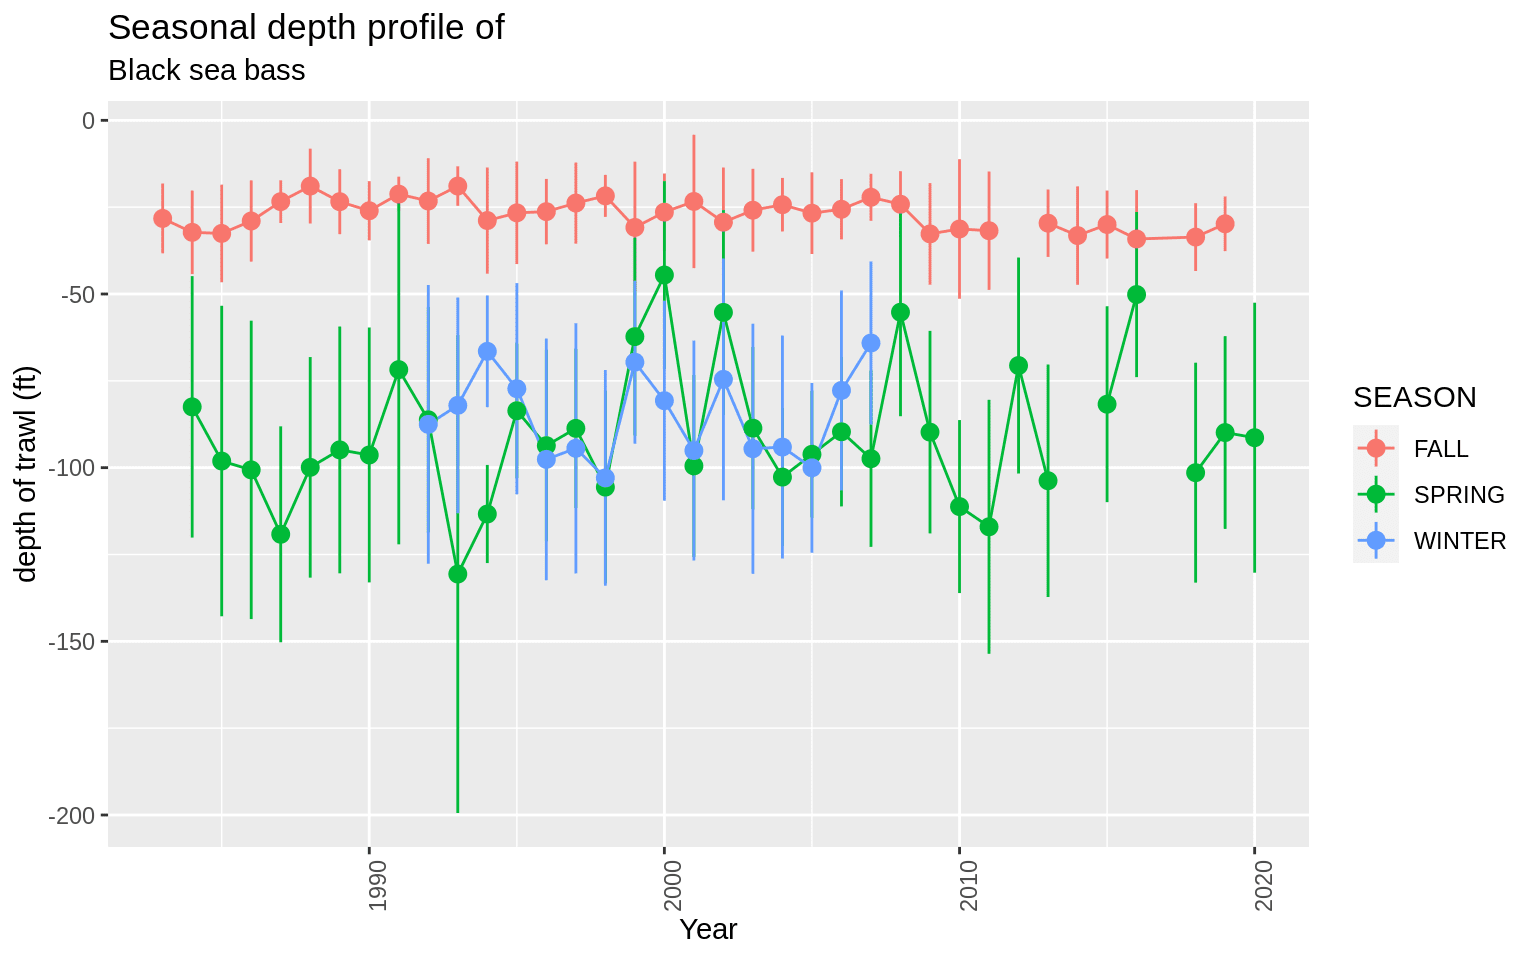 Seasonal depth profile of
Black sea bass
0
-50
-100
-150
-200
depth of trawl (ft)
1990
2000
2010
2020
Year
SEASON
FALL
SPRING
WINTER